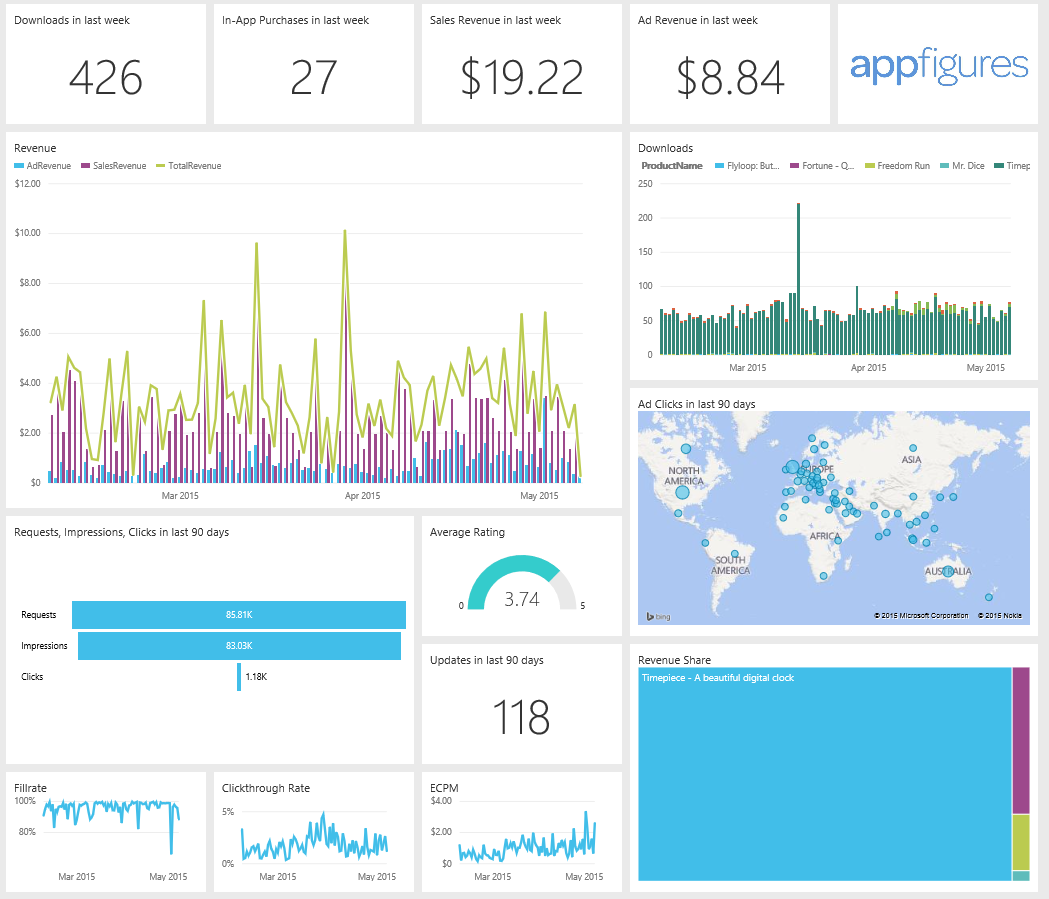 Downloads in last week
426
In-App Purchases in last week
27
Sales Revenue in last week
$19.22
Ad Revenue in last week
$8.84
appfigures
Revenue
AdRevenue SalesRevenue TotalRevenue
$12.00
$10.00
$8.00
$6.00
$4.00
$2.00
$0
Mar 2015 Apr 2015 May 2015
Downloads
ProductName Flyloop: But... Fortune - Q... Freedom Run Mr. Dice Timep
250
200
150
100
50
0
Mar 2015 Apr 2015 May 2015
Ad Clicks in last 90 days
NORTH
AMERICA
EUROPE
ASIA
AFRICA
SOUTH
AMERICA
AUSTRALIA
bing
© 2015 Microsoft Corporation © 2015 Nokia
Requests, Impressions, Clicks in last 90 days
Requests 85.81K
Impressions 83.03K
Clicks 1.18K
Average Rating
0 3.74 5
Updates in last 90 days
118
Revenue Share
Timepiece - A beautiful digital clock
Fillrate
100%
80%
Mar 2015 May 2015
Clickthrough Rate
5%
0%
Mar 2015 May 2015
ECPM
$4.00
$2.00
$0
Mar 2015 May 2015